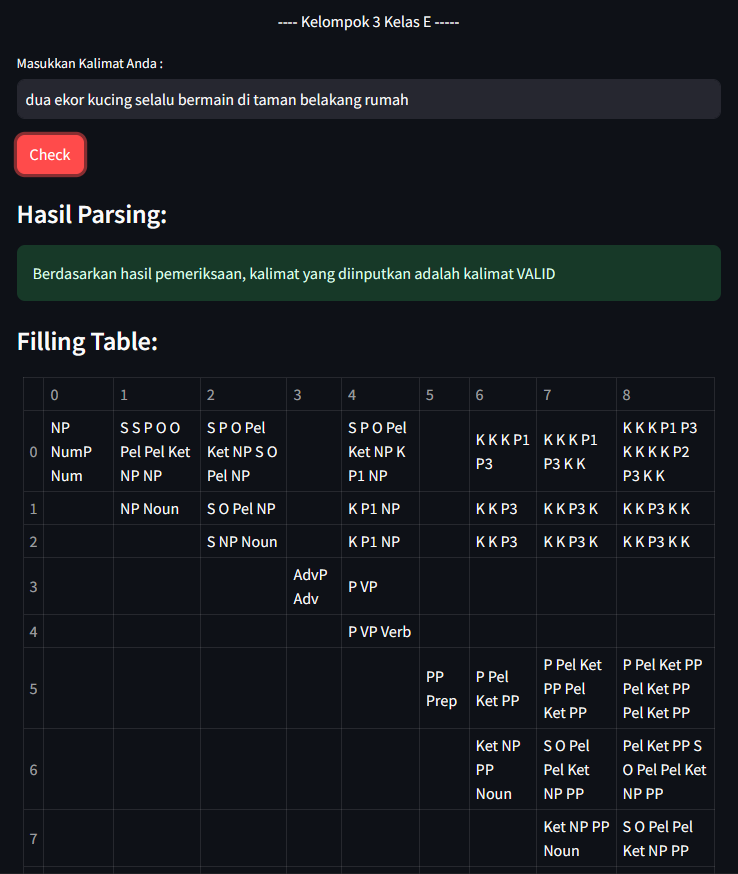 ---- Kelompok 3 Kelas E -----
Masukkan Kalimat Anda :
dua ekor kucing selalu bermain di taman belakang rumah
Check
Hasil Parsing:
Berdasarkan hasil pemeriksaan, kalimat yang diinputkan adalah kalimat VALID
Filling Table:
0 1 2 3 4 5 6 7 8
0
NP
NumP
Num
S S P O O
Pel Pel Ket
NP NP
S P O Pel
Ket NP S O
Pel NP
S P O Pel
Ket NP K
P1 NP
K K K P1
P3
K K K P1
P3 K K
K K K P1 P3
K K K K P2
P3 K K
1
NP Noun
S O Pel NP
K P1 NP
K K P3
K K P3 K
K K P3 K K
2
S NP Noun
K P1 NP
K K P3
K K P3 K
K K P3 K K
3
AdvP
Adv
P VP
4
P VP Verb
5
PP
Prep
P Pel
Ket PP
P Pel Ket
PP Pel
Ket PP
P Pel Ket PP
Pel Ket PP
Pel Ket PP
6
Ket NP
PP
Noun
S O Pel
Pel Ket
NP PP
Pel Ket PP S
O Pel Pel Ket
NP PP
7
Ket NP PP
Noun
S O Pel Pel
Ket NP PP